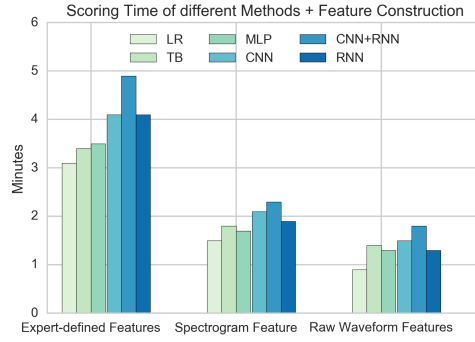 Scoring Time of different Methods + Feature Construction
LR
MLP
CNN+RNN
TB
CNN
RNN
Minutes
6
5
4
3
2
1
0
Expert-defined Features
Spectrogram Feature
Raw Waveform Features